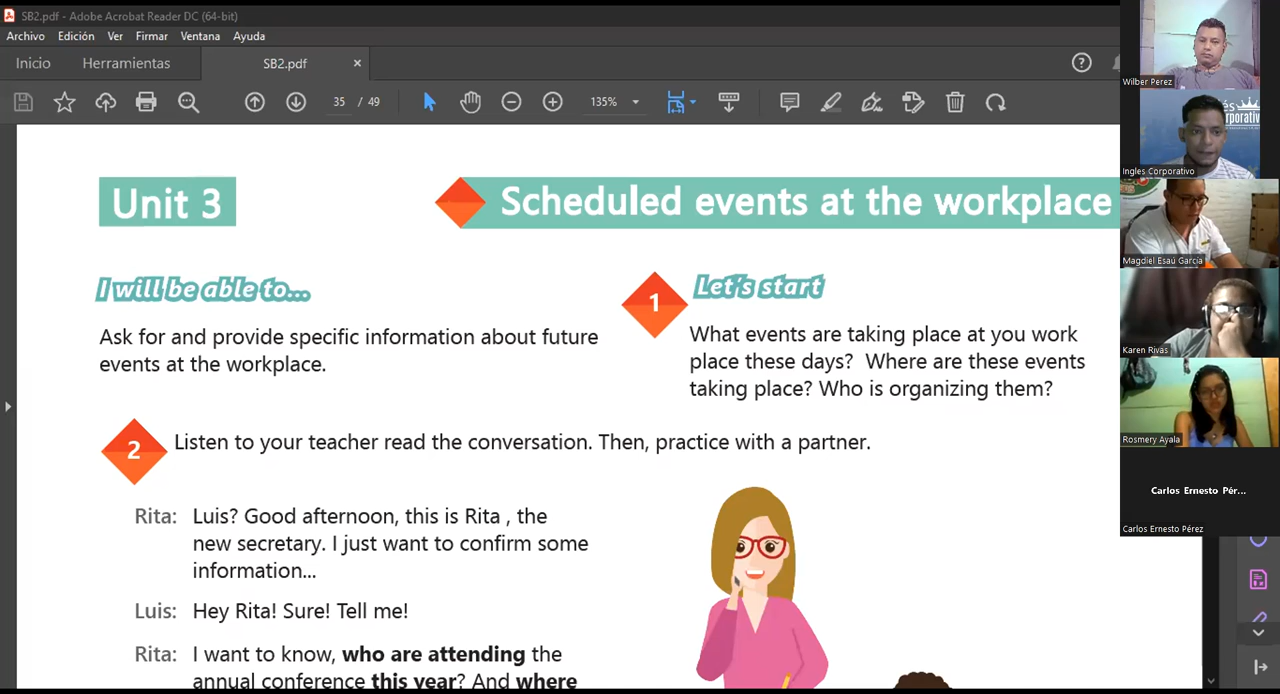 SB2.pdf - Adobe Acrobat Reader DC (64-bit)
Archivo Edición Ver Firmar Ventana Ayuda
Inicio Herramientas SB2.pdf ×
35 / 49 135%
Unit 3
Scheduled events at the workplace
I will be able to...
Ask for and provide specific information about future
events at the workplace.
1
Let's start
What events are taking place at you work
place these days? Where are these events
taking place? Who is organizing them?
2
Listen to your teacher read the conversation. Then, practice with a partner.
Rita: Luis? Good afternoon, this is Rita , the
new secretary. I just want to confirm some
information...
Luis: Hey Rita! Sure! Tell me!
Rita: I want to know, who are attending the
annual conference this year? And where
Wilber Perez
Ingles Corporativo
Magdiel Esaú García
Karen Rivas
Rosmery Ayala
Carlos Ernesto Pér...
Carlos Ernesto Pérez